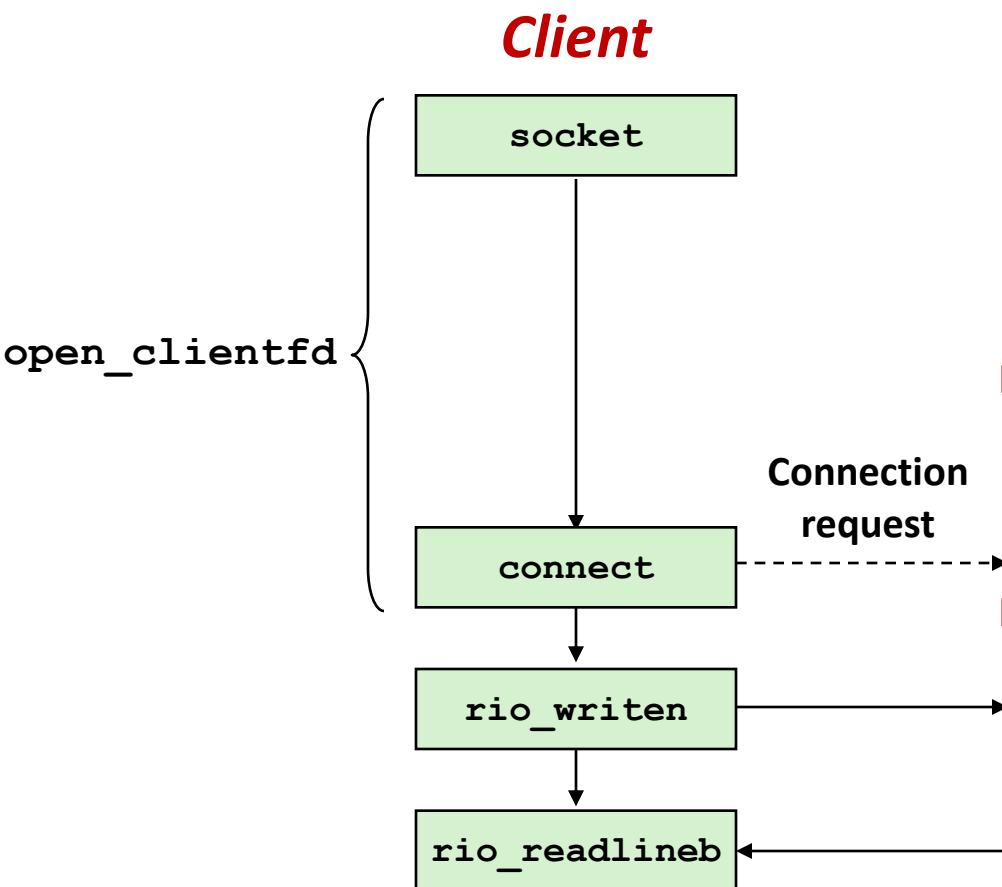 Client
socket
open_clientfd
Connection
request
connect
rio_writen
rio_readlineb